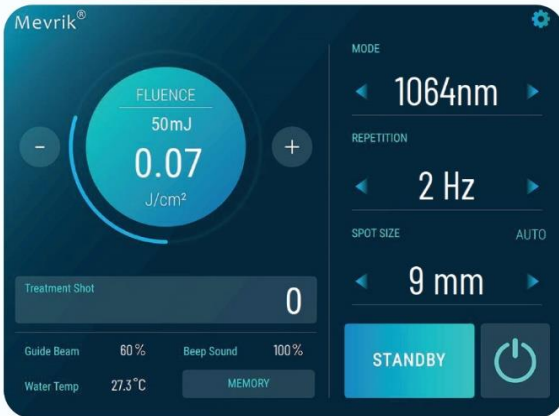 Mevrik®
FLUENCE
50mJ
0.07
J/cm²
-
+
MODE
1064nm
REPETITION
2 Hz
SPOT SIZE AUTO
9 mm
Treatment Shot
0
Guide Beam 60% Beep Sound 100%
Water Temp 27.3°C MEMORY
STANDBY